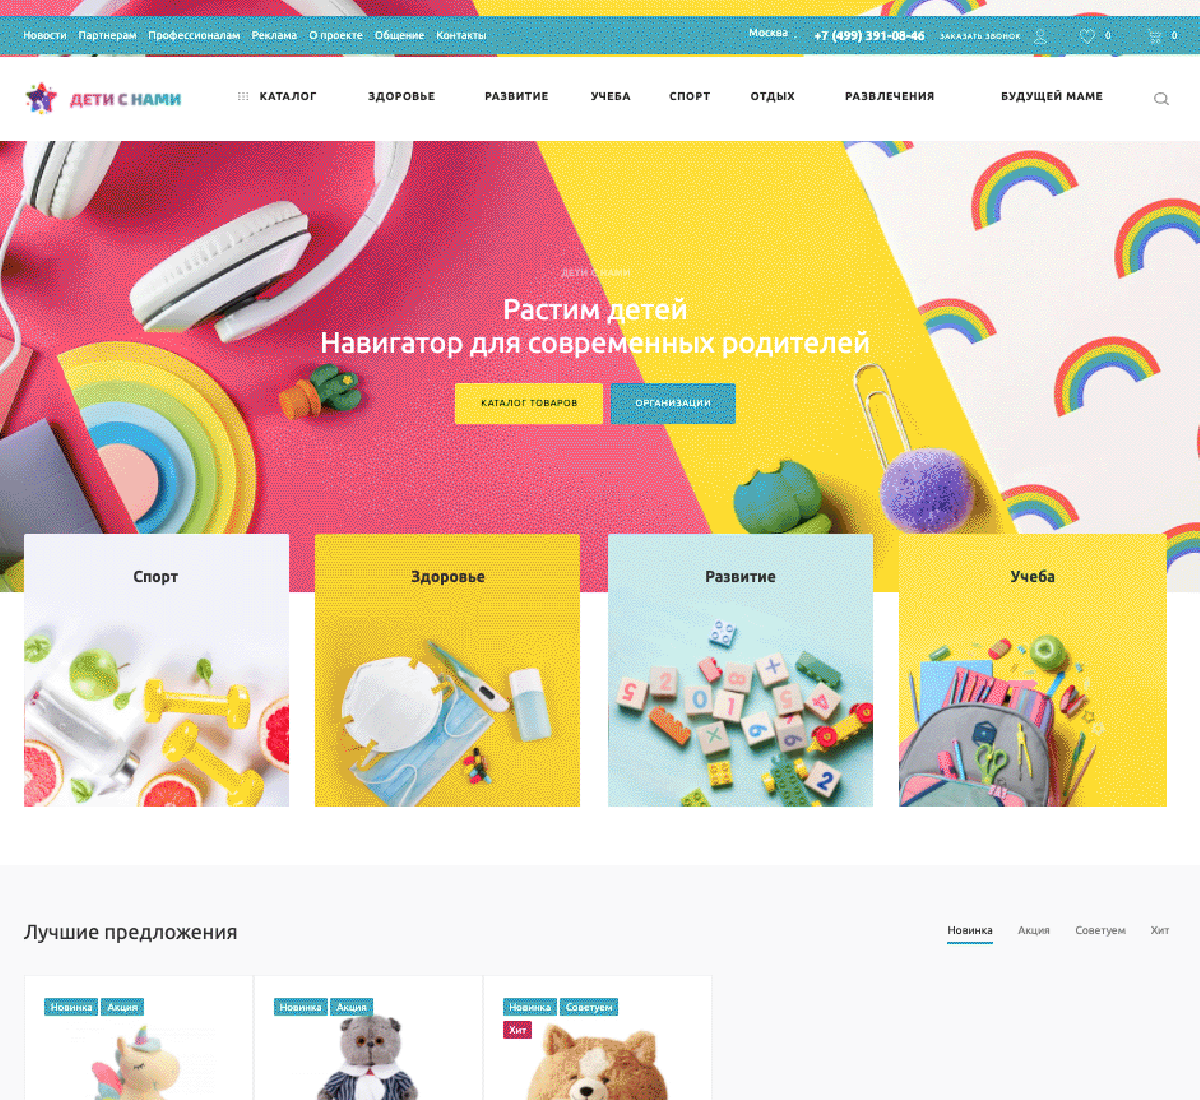 Новости Партнерам Профессионалам Реклама О проекте Общение Контакты Москва +7 (499) 391-08-46 ЗАКАЗАТЬ ЗВОНОК 0 0
ДЕТИ С НАМИ КАТАЛОГ ЗДОРОВЬЕ РАЗВИТИЕ УЧЕБА СПОРТ ОТДЫХ РАЗВЛЕЧЕНИЯ БУДУЩЕЙ МАМЕ
ДЕТИ С НАМИ
Растим детей
Навигатор для современных родителей
КАТАЛОГ ТОВАРОВ ОРГАНИЗАЦИИ
Спорт Здоровье Развитие Учеба
Лучшие предложения Новинка Акция Советуем Хит
Новинка Акция Новинка Акция Новинка Советуем
Хит